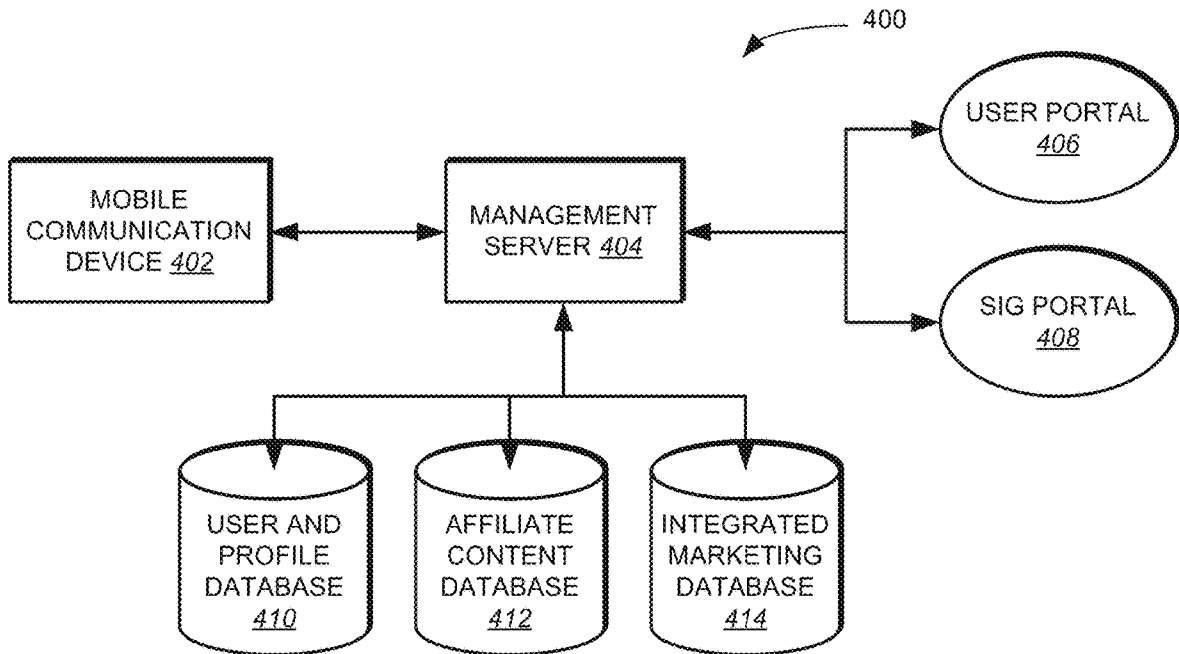 400
USER PORTAL
406
MOBILE
COMMUNICATION
DEVICE 402
MANAGEMENT
SERVER 404
SIG PORTAL
408
USER AND
PROFILE
DATABASE
410
AFFILIATE
CONTENT
DATABASE
412
INTEGRATED
MARKETING
DATABASE
414